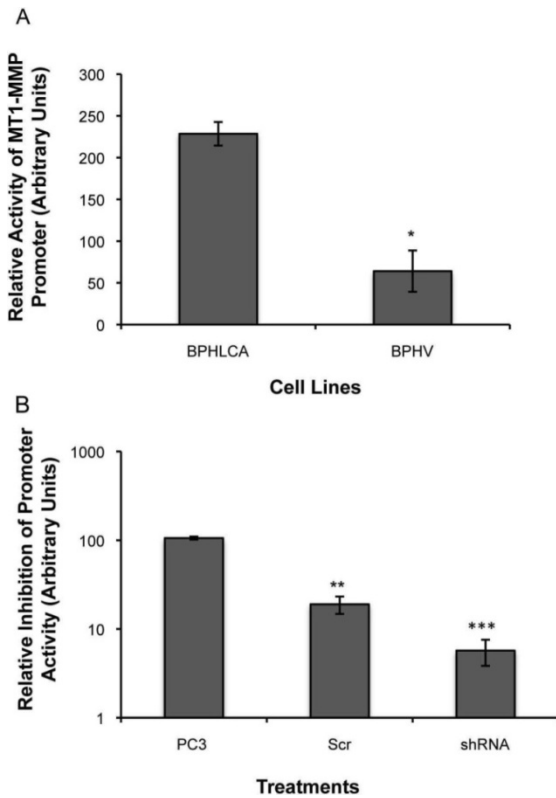 A
Relative Activity of MT1-MMP
Promoter (Arbitrary Units)
300
250
200
150
100
50
0
*
BPHLCA
BPHV
Cell Lines
B
Relative Inhibition of Promoter
Activity (Arbitrary Units)
1000
100
10
1
**
***
PC3
Scr
shRNA
Treatments